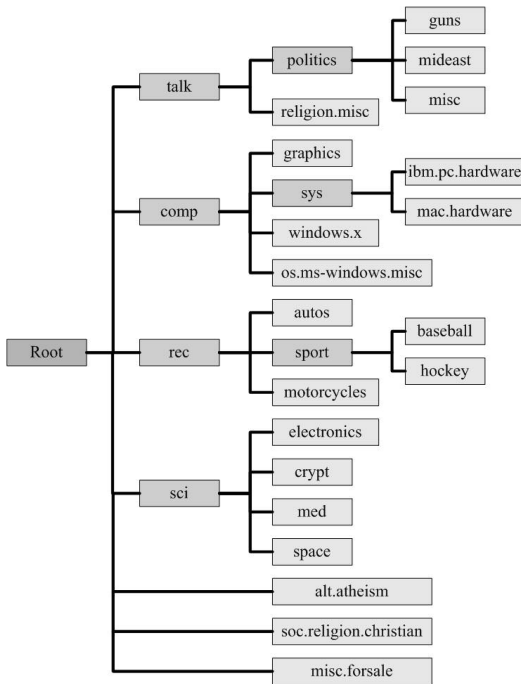 guns
politics
mideast
talk
misc
religion.misc
graphics
ibm.pc.hardware
sys
comp
mac.hardware
windows.x
os.ms-windows.misc
autos
baseball
Root
rec
sport
hockey
motorcycles
electronics
crypt
sci
med
space
alt.atheism
soc.religion.christian
misc.forsale